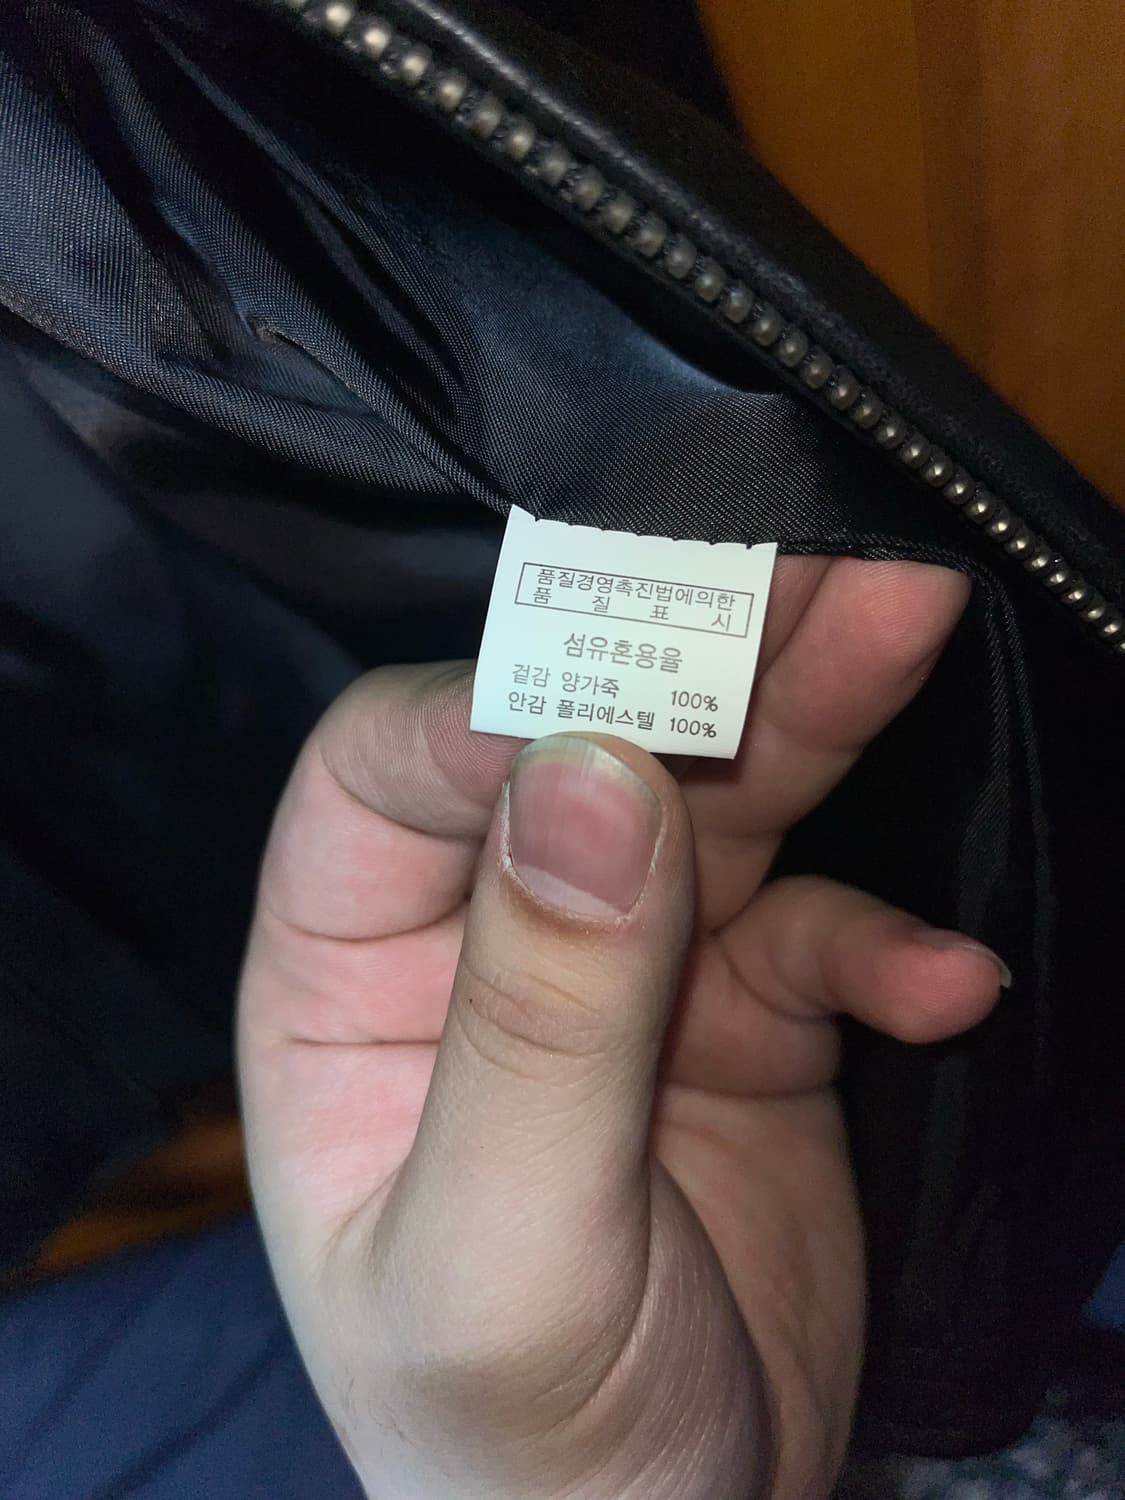 품질경영촉진법에의한
품 질 표 시
섬유혼용율
겉감 양가죽 100%
안감 폴리에스텔 100%